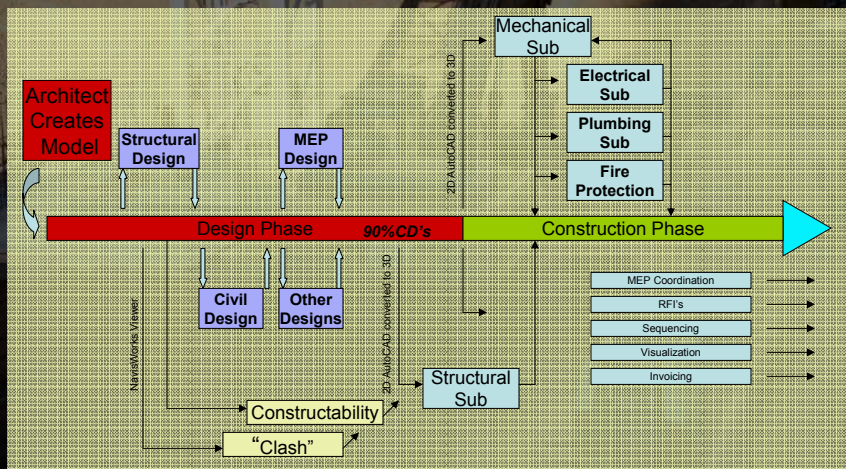 Mechanical
Sub
Architect
Creates
Model
2D AutoCAD converted to 3D
Electrical
Sub
Structural
Design
MEP
Design
Plumbing
Sub
Fire
Protection
Design Phase
90%CD's
Construction Phase
NavisWorks Viewer
Civil
Design
Other
Designs
2D AutoCAD converted to 3D
MEP Coordination
RFI's
Sequencing
Visualization
Invoicing
Structural
Sub
Constructability
“Clash”